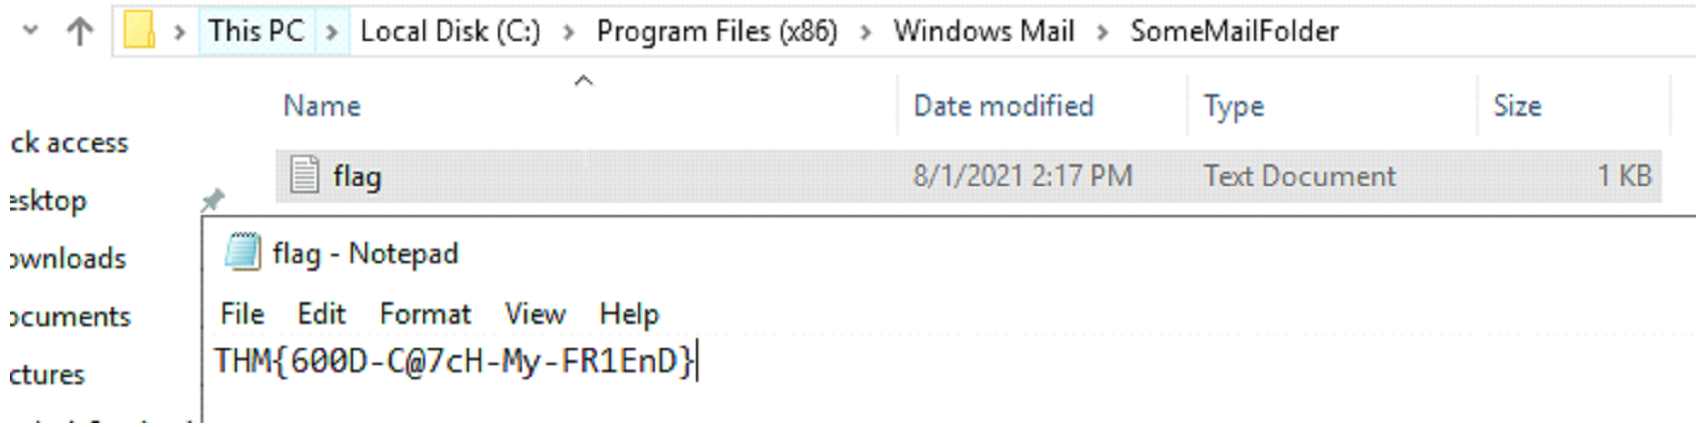 This PC > Local Disk (C:) > Program Files (x86) > Windows Mail > SomeMailFolder
Name Date modified Type Size
ck access
flag 8/1/2021 2:17 PM Text Document 1 KB
esktop
flag - Notepad
ownloads
File Edit Format View Help
ocuments
THM{600D-C@7cH-My-FR1EnD}
ctures